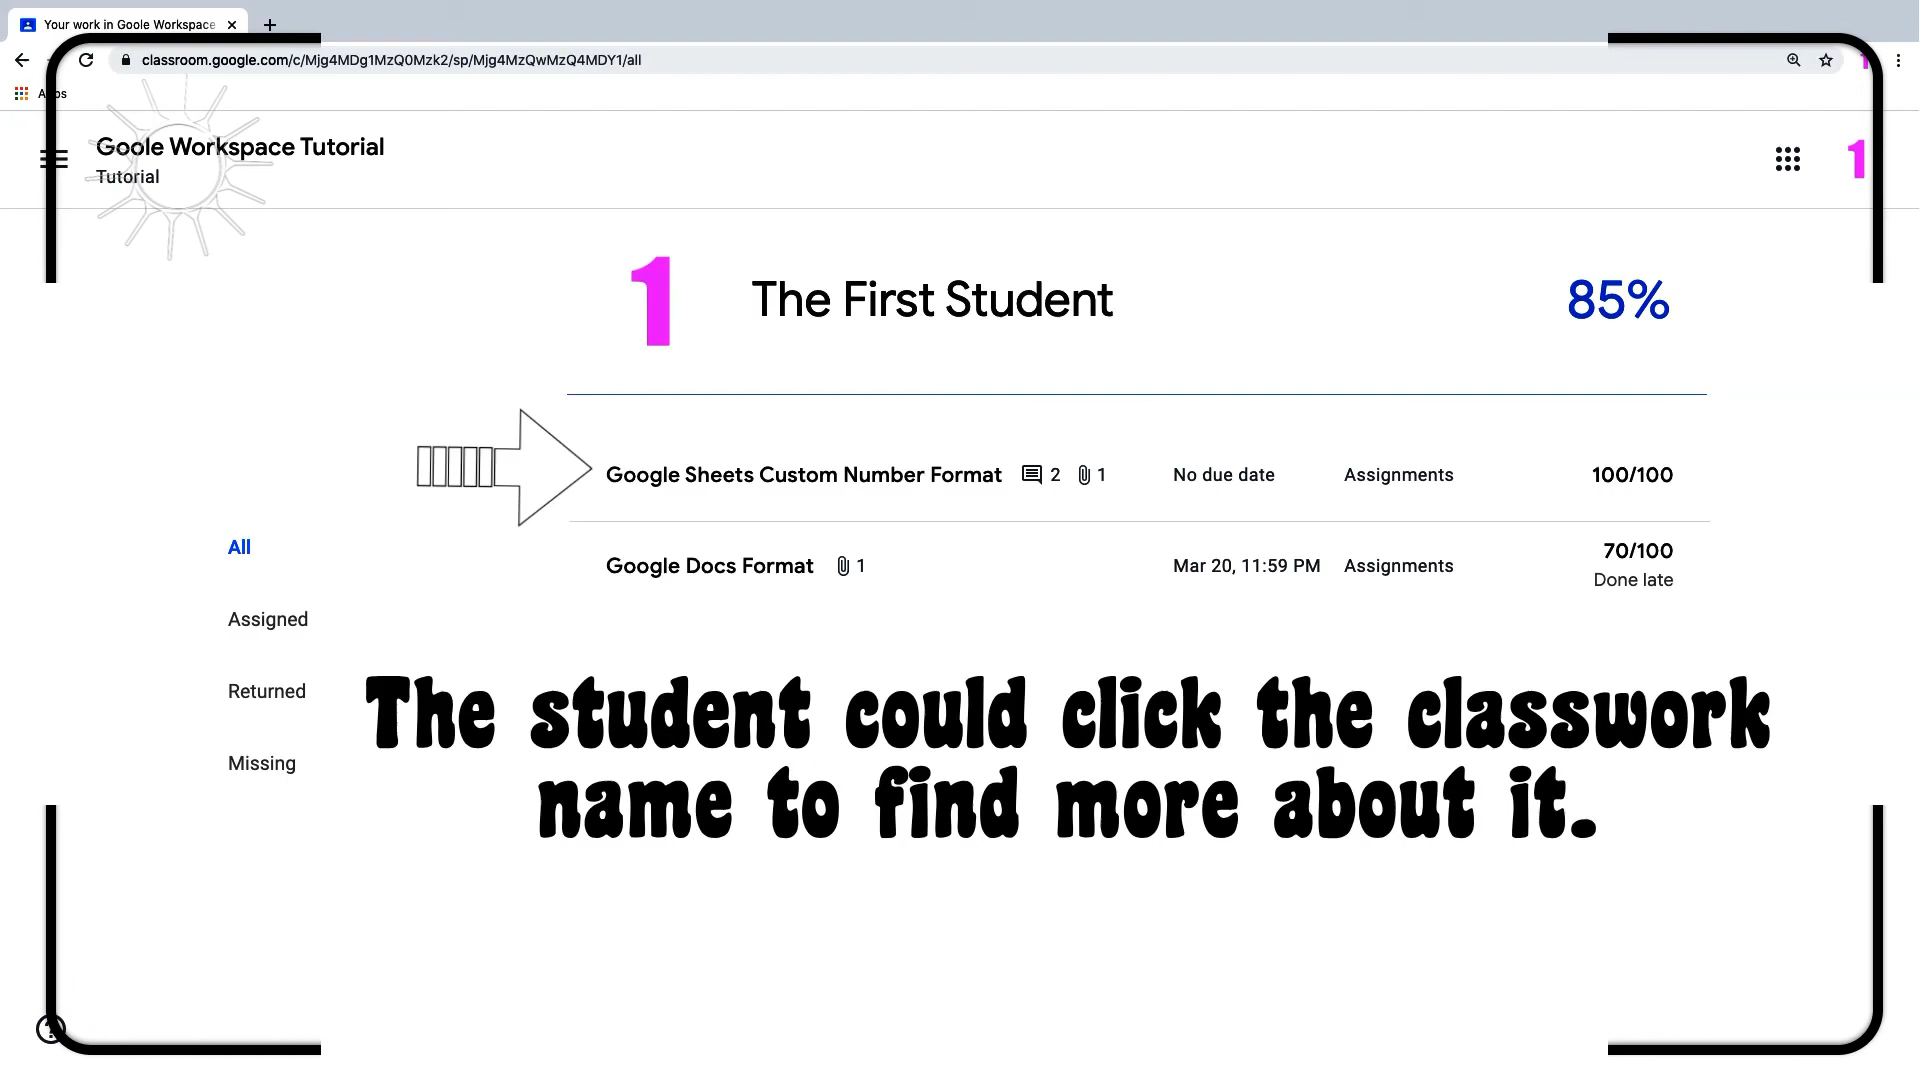 Your work in Goole Workspace
classroom.google.com/c/Mjg4MDg1MzQ0Mzk2/sp/Mjg4MzQwMzQ4MDY1/all
Apps
Goole Workspace Tutorial
Tutorial
1
1 The First Student 85%
Google Sheets Custom Number Format 2 1 No due date Assignments 100/100
Google Docs Format 1 Mar 20, 11:59 PM Assignments 70/100
Done late
All
Assigned
Returned
Missing
The student could click the classwork
name to find more about it.